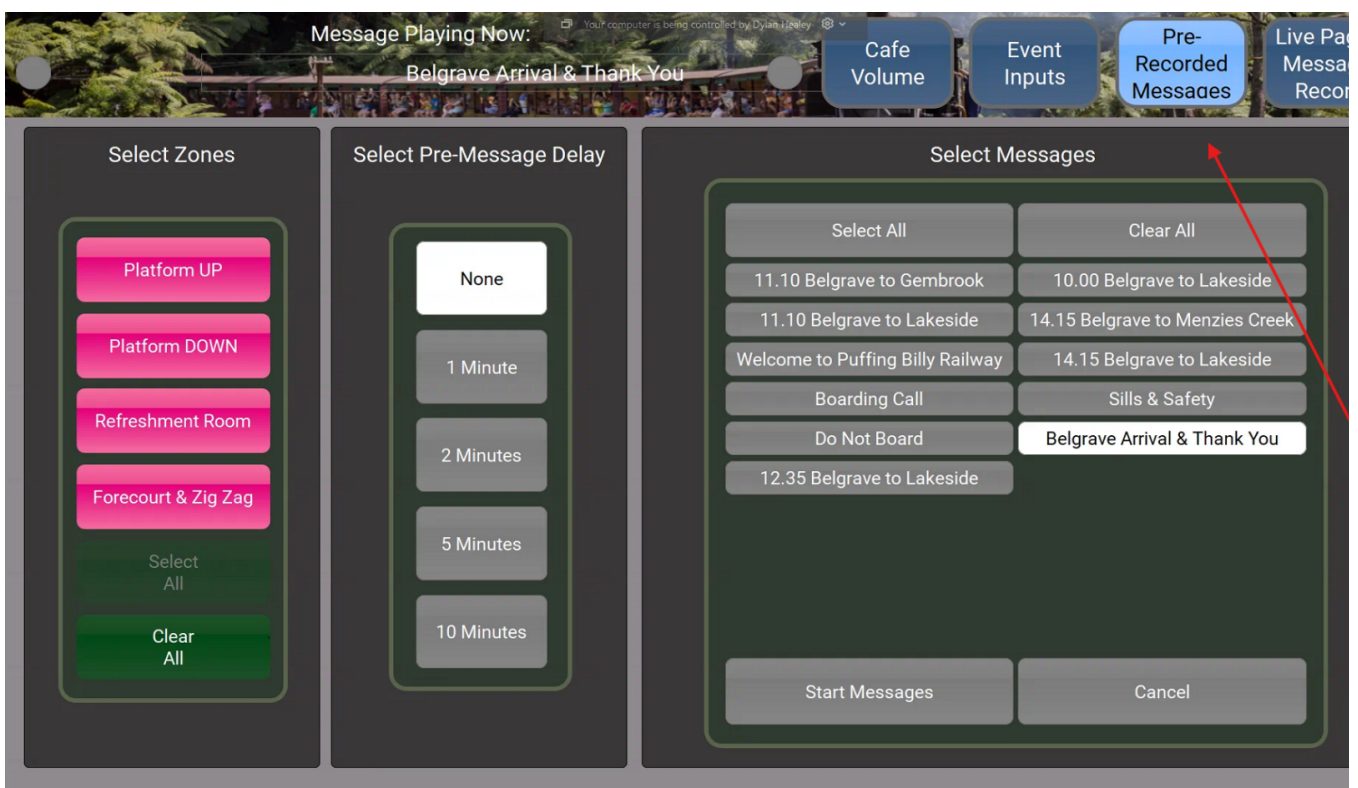 Message Playing Now:
Your computer is being controlled by Dylan Healey
Belgrave Arrival & Thank You
Cafe
Volume
Event
Inputs
Pre-
Recorded
Messages
Live Pag
Messa
Recor
Select Zones
Platform UP
Platform DOWN
Refreshment Room
Forecourt & Zig Zag
Select
All
Clear
All
Select Pre-Message Delay
None
1 Minute
2 Minutes
5 Minutes
10 Minutes
Select Messages
Select All
Clear All
11.10 Belgrave to Gembrook
10.00 Belgrave to Lakeside
11.10 Belgrave to Lakeside
14.15 Belgrave to Menzies Creek
Welcome to Puffing Billy Railway
14.15 Belgrave to Lakeside
Boarding Call
Sills & Safety
Do Not Board
Belgrave Arrival & Thank You
12.35 Belgrave to Lakeside
Start Messages
Cancel